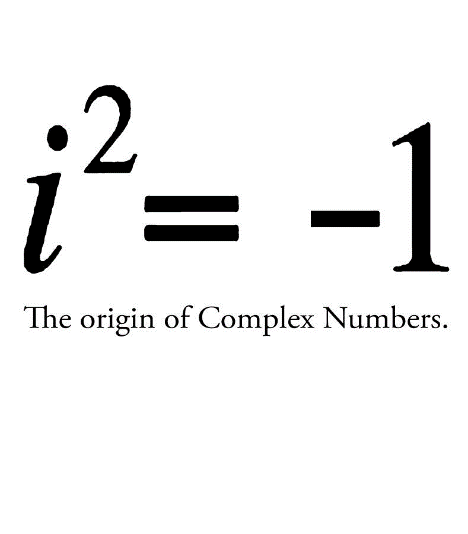 i² = -1
The origin of Complex Numbers.